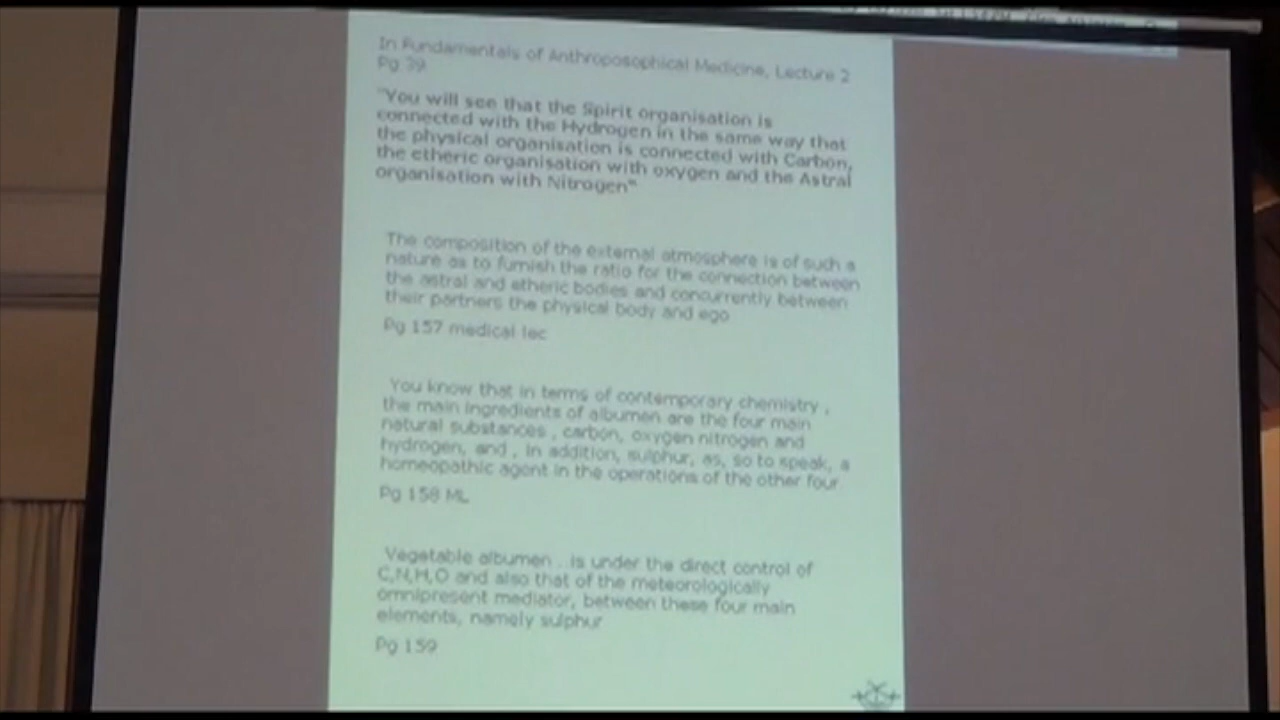 In Fundamentals of Anthroposophical Medicine, Lecture 2
Pg 39
"You will see that the Spirit organisation is
connected with the Hydrogen in the same way that
the physical organisation is connected with Carbon,
the etheric organisation with oxygen and the Astral
organisation with Nitrogen"
The composition of the external atmosphere is of such a
nature as to furnish the ratio for the connection between
the astral and etheric bodies and concurrently between
their partners the physical body and ego
Pg 157 medical lec
You know that in terms of contemporary chemistry ,
the main ingredients of albumen are the four main
natural substances , carbon, oxygen nitrogen and
hydrogen, and , in addition, sulphur, as, so to speak, a
homeopathic agent in the operations of the other four
Pg 158 ML
Vegetable albumen .. is under the direct control of
C,N,H,O and also that of the meteorologically
omnipresent mediator, between these four main
elements, namely sulphur
Pg 159